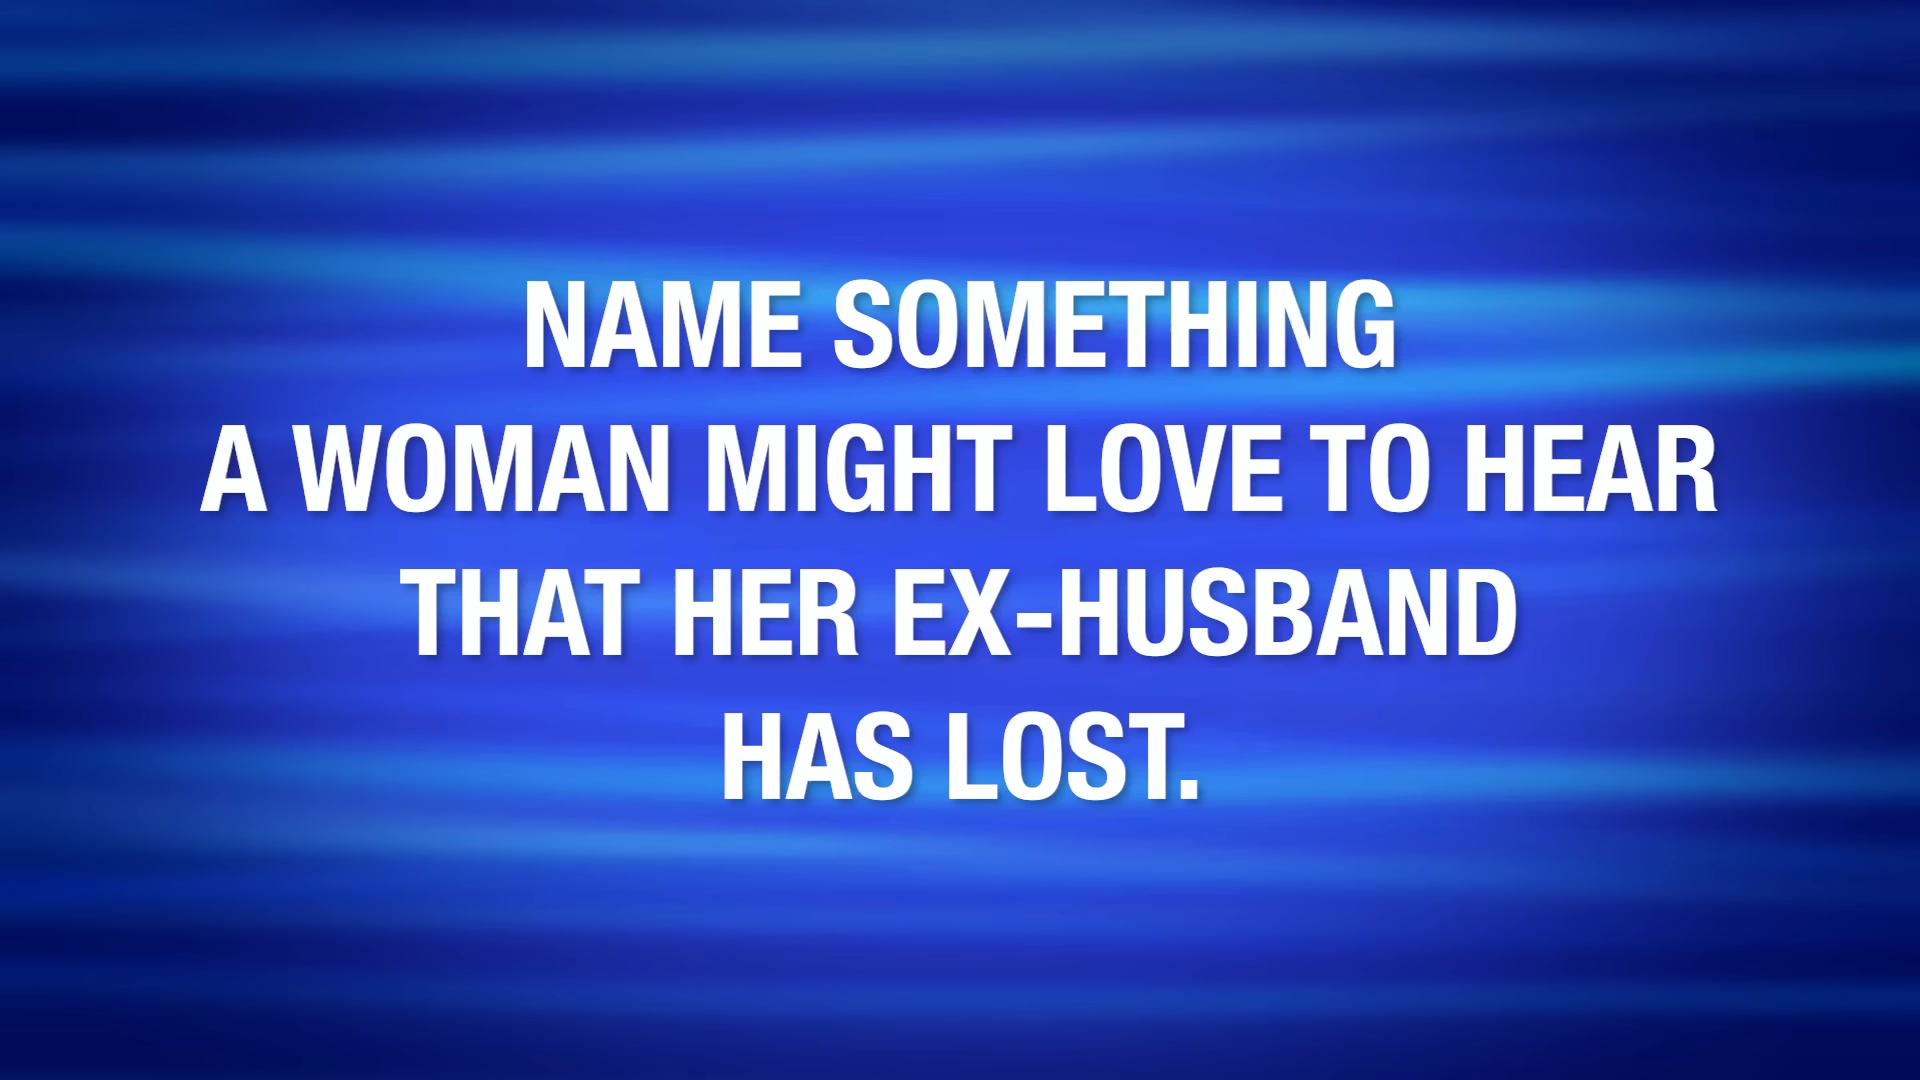 NAME SOMETHING
A WOMAN MIGHT LOVE TO HEAR
THAT HER EX-HUSBAND
HAS LOST.